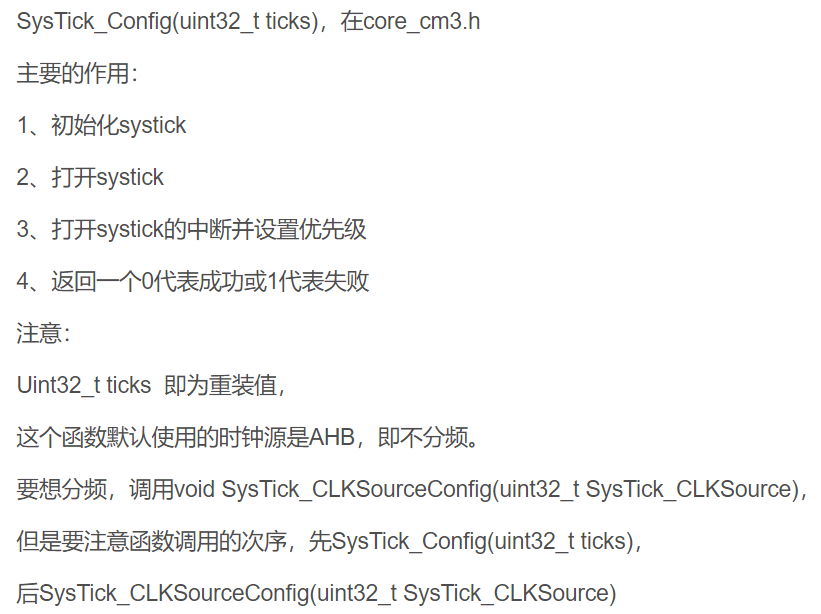 SysTick_Config(uint32_t ticks)，在core_cm3.h
主要的作用：
1、初始化systick
2、打开systick
3、打开systick的中断并设置优先级
4、返回一个0代表成功或1代表失败
注意：
Uint32_t ticks  即为重装值，
这个函数默认使用的时钟源是AHB，即不分频。
要想分频，调用void SysTick_CLKSourceConfig(uint32_t SysTick_CLKSource)，
但是要注意函数调用的次序，先SysTick_Config(uint32_t ticks)，
后SysTick_CLKSourceConfig(uint32_t SysTick_CLKSource)